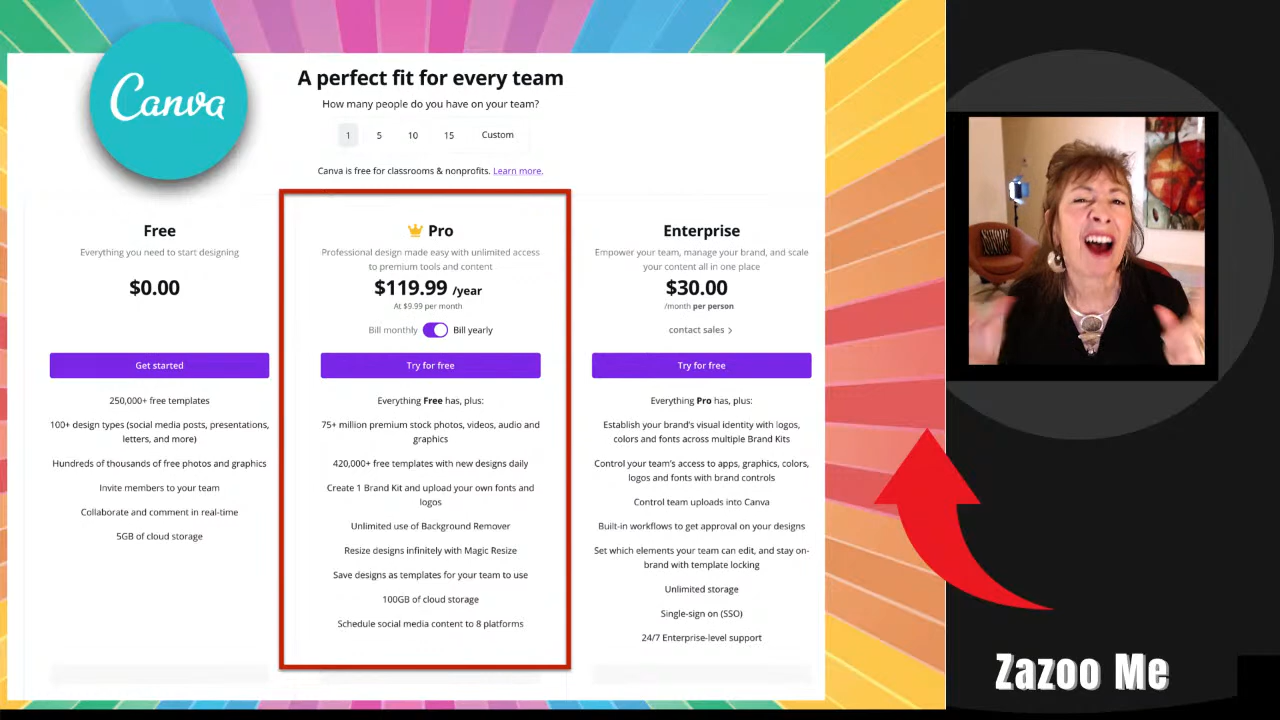 Canva
A perfect fit for every team
How many people do you have on your team?
1 5 10 15 Custom
Canva is free for classrooms & nonprofits. Learn more.
Free
Everything you need to start designing
$0.00
Get started
250,000+ free templates
100+ design types (social media posts, presentations,
letters, and more)
Hundreds of thousands of free photos and graphics
Invite members to your team
Collaborate and comment in real-time
5GB of cloud storage
Pro
Professional design made easy with unlimited access
to premium tools and content
$119.99 /year
At $9.99 per month
Bill monthly Bill yearly
Try for free
Everything Free has, plus:
75+ million premium stock photos, videos, audio and
graphics
420,000+ free templates with new designs daily
Create 1 Brand Kit and upload your own fonts and
logos
Unlimited use of Background Remover
Resize designs infinitely with Magic Resize
Save designs as templates for your team to use
100GB of cloud storage
Schedule social media content to 8 platforms
Enterprise
Empower your team, manage your brand, and scale
your content all in one place
$30.00
/month per person
contact sales >
Try for free
Everything Pro has, plus:
Establish your brand's visual identity with logos,
colors and fonts across multiple Brand Kits
Control your team's access to apps, graphics, colors,
logos and fonts with brand controls
Control team uploads into Canva
Built-in workflows to get approval on your designs
Set which elements your team can edit, and stay on-
brand with template locking
Unlimited storage
Single-sign on (SSO)
24/7 Enterprise-level support
Zazoo Me